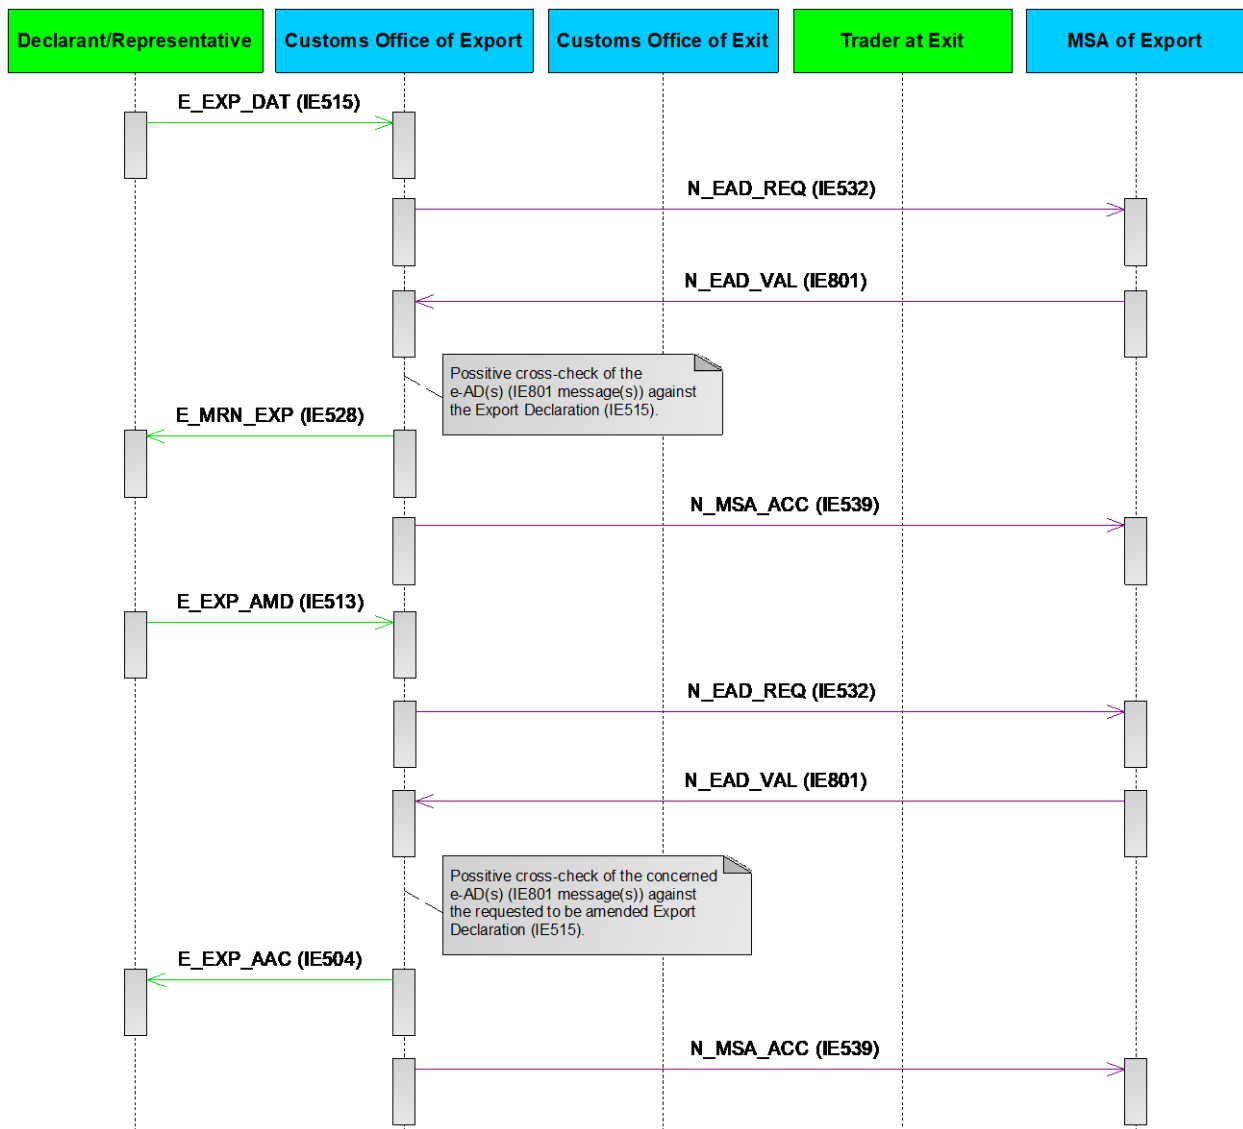 Declarant/Representative
Customs Office of Export
Customs Office of Exit
Trader at Exit
MSA of Export
E_EXP_DAT (IE515)
N_EAD_REQ (IE532)
N_EAD_VAL (IE801)
Possitive cross-check of the
e-AD(s) (IE801 message(s)) against
the Export Declaration (IE515).
E_MRN_EXP (IE528)
N_MSA_ACC (IE539)
E_EXP_AMD (IE513)
N_EAD_REQ (IE532)
N_EAD_VAL (IE801)
Possitive cross-check of the concerned
e-AD(s) (IE801 message(s)) against
the requested to be amended Export
Declaration (IE515).
E_EXP_AAC (IE504)
N_MSA_ACC (IE539)